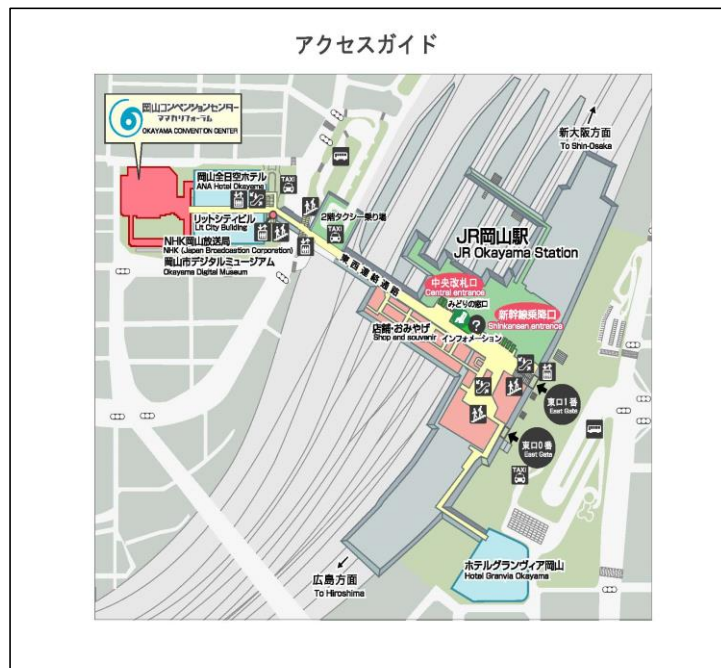 アクセスガイド
岡山コンベンションセンター
ママカリフォーラム
OKAYAMA CONVENTION CENTER
新大阪方面
To Shin-Osaka
岡山全日空ホテル
ANA Hotel Okayama
TAXI
2階タクシー乗り場
TAXI
リットシティビル
Lit City Building
NHK岡山放送局
NHK (Japan Broadcastion Corporation)
岡山市デジタルミュージアム
Okayama Digital Museum
東西連絡通路
JR岡山駅
JR Okayama Station
中央改札口
Central entrance
みどりの窓口
新幹線乗換口
Shinkansen entrance
店舗・おみやげ
Shop and souvenir
?
インフォメーション
東口1番
East Gate
東口0番
East Gate
TAXI
ホテルグランヴィア岡山
Hotel Granvia Okayama
広島方面
To Hiroshima